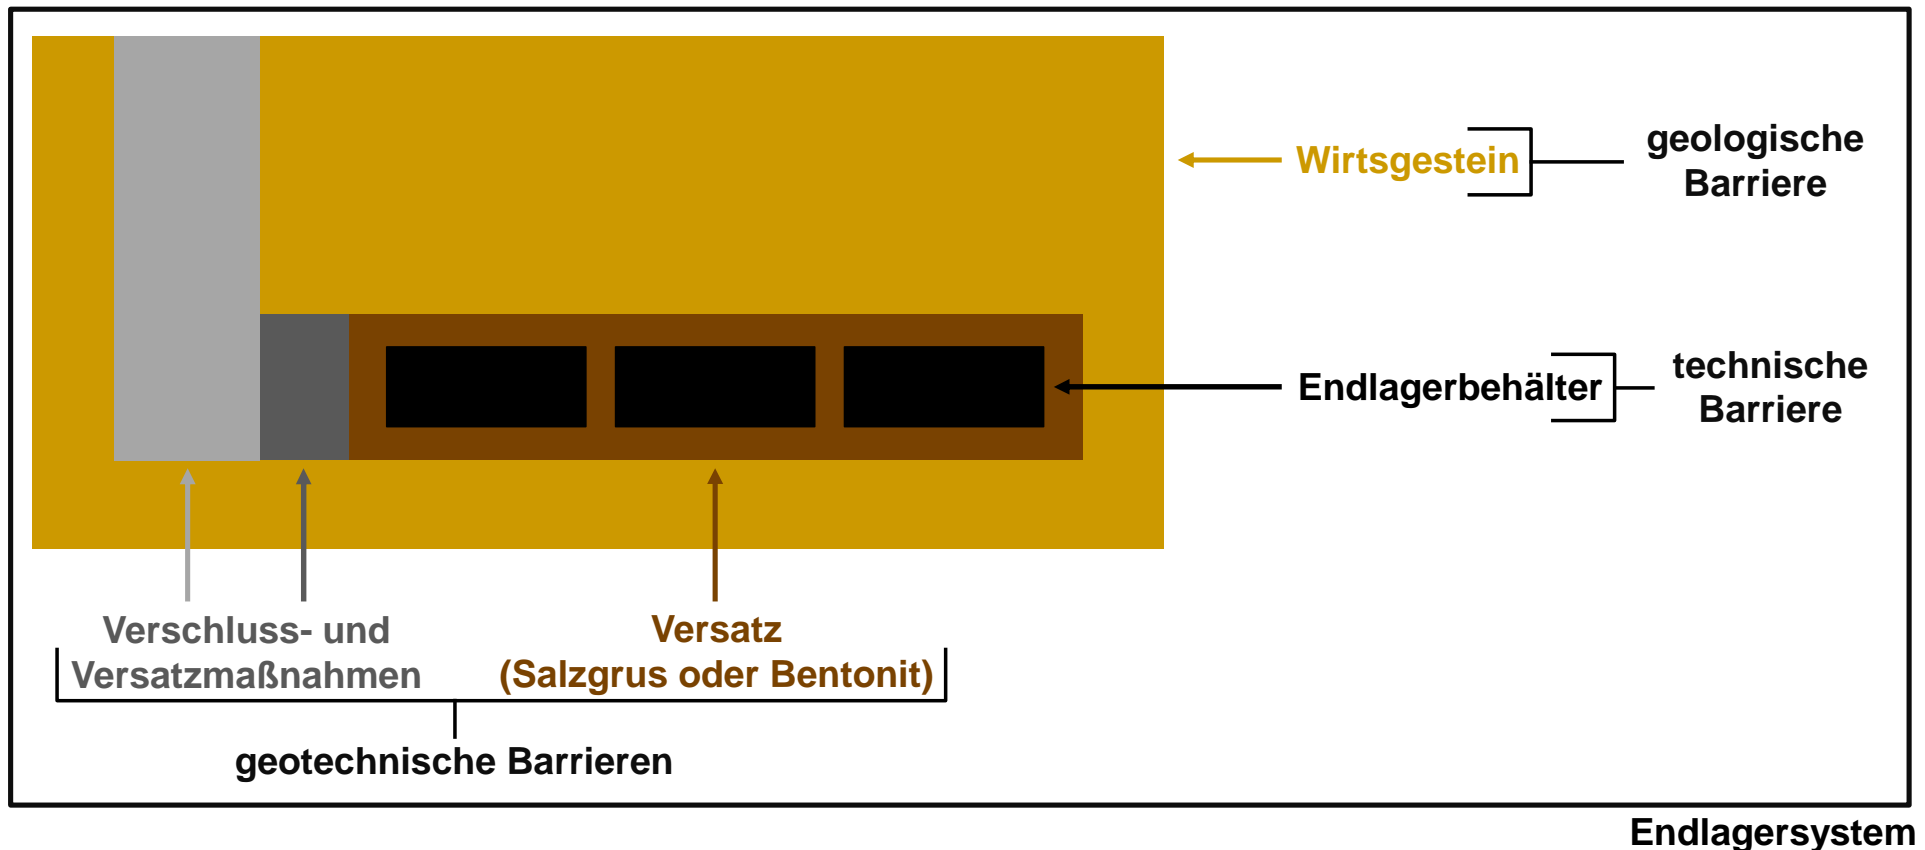 Wirtsgestein
geologische
Barriere
Endlagerbehälter
technische
Barriere
Verschluss- und
Versatzmaßnahmen
Versatz
(Salzgrus oder Bentonit)
geotechnische Barrieren
Endlagersystem